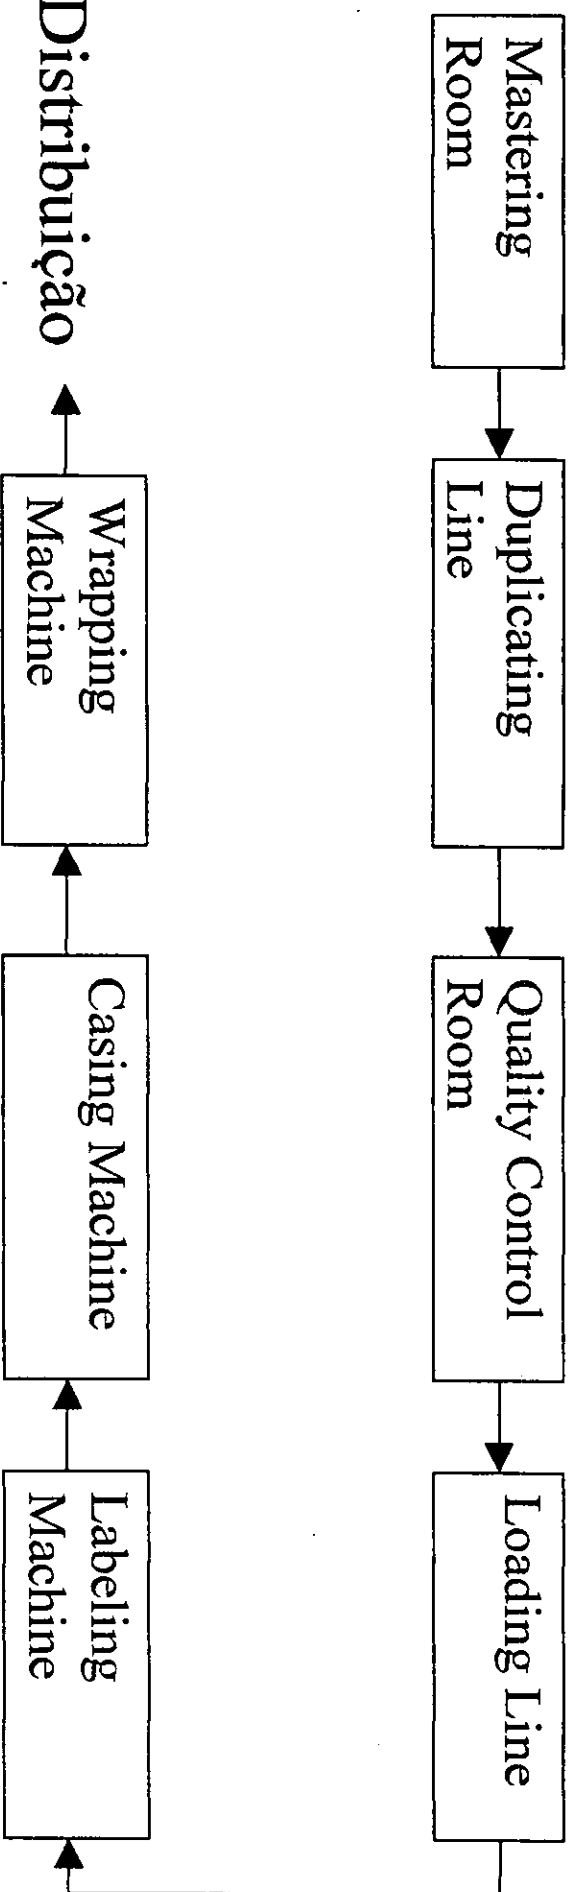 Mastering
Room
Duplicating
Line
Quality Control
Room
Loading Line
Labeling
Machine
Casing Machine
Wrapping
Machine
Distribuição